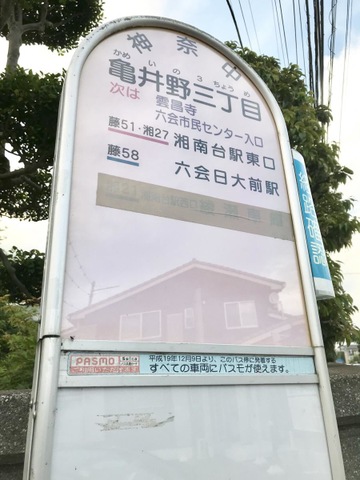 神奈中
かめいの3ちょうめ
亀井野三丁目
次は 雲昌寺
六会市民センター入口
藤51・湘27 湘南台駅東口
藤58 六会日大前駅
PASMO
平成19年12月9日より、このバス停に発着する
すべての車両にパスモが使えます。